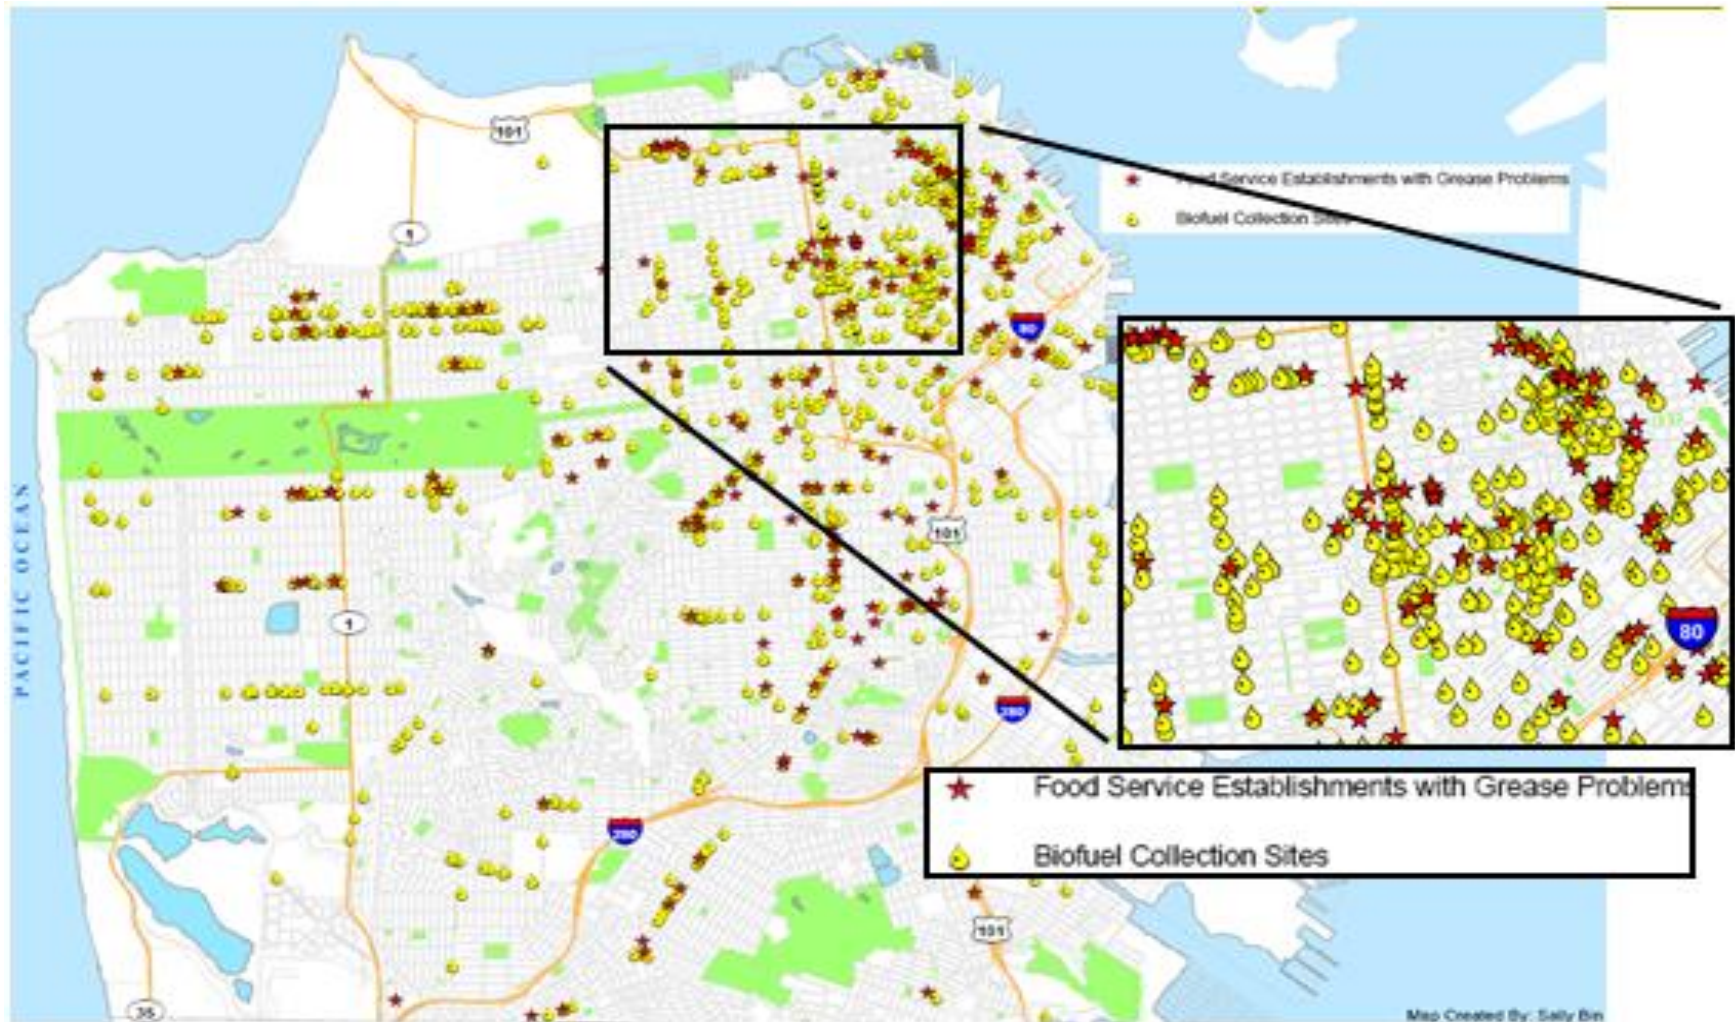 101
1
Food Service Establishments with Grease Problems
Biofuel Collection Sites
80
PACIFIC OCEAN
101
1
80
280
Food Service Establishments with Grease Problems
Biofuel Collection Sites
280
101
35
Map Created By: Sally Bin